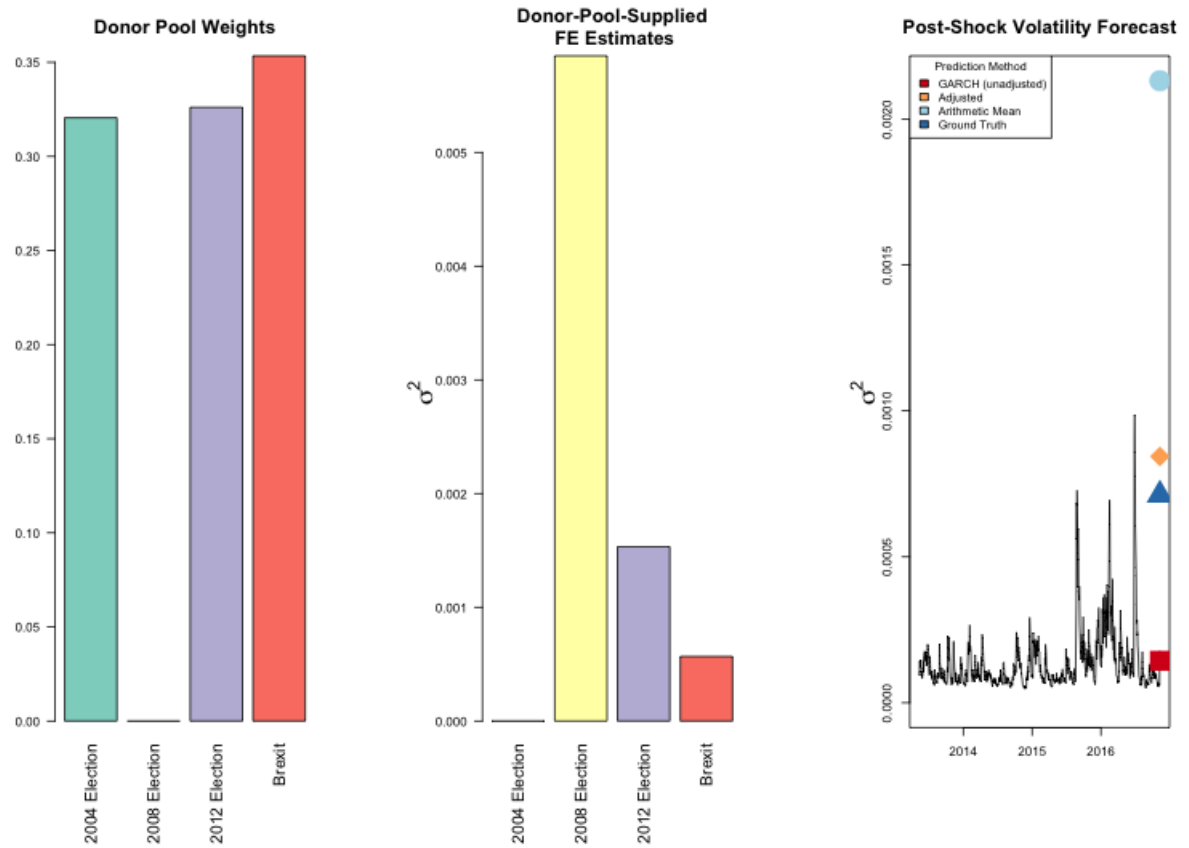 Donor Pool Weights
0.35
0.30
0.25
0.20
0.15
0.10
0.05
0.00
2004 Election
2008 Election
2012 Election
Brexit
Donor-Pool-Supplied
FE Estimates
σ²
0.005
0.004
0.003
0.002
0.001
0.000
2004 Election
2008 Election
2012 Election
Brexit
Post-Shock Volatility Forecast
Prediction Method
GARCH (unadjusted)
Adjusted
Arithmetic Mean
Ground Truth
σ²
0.0020
0.0015
0.0010
0.0005
0.0000
2014
2015
2016